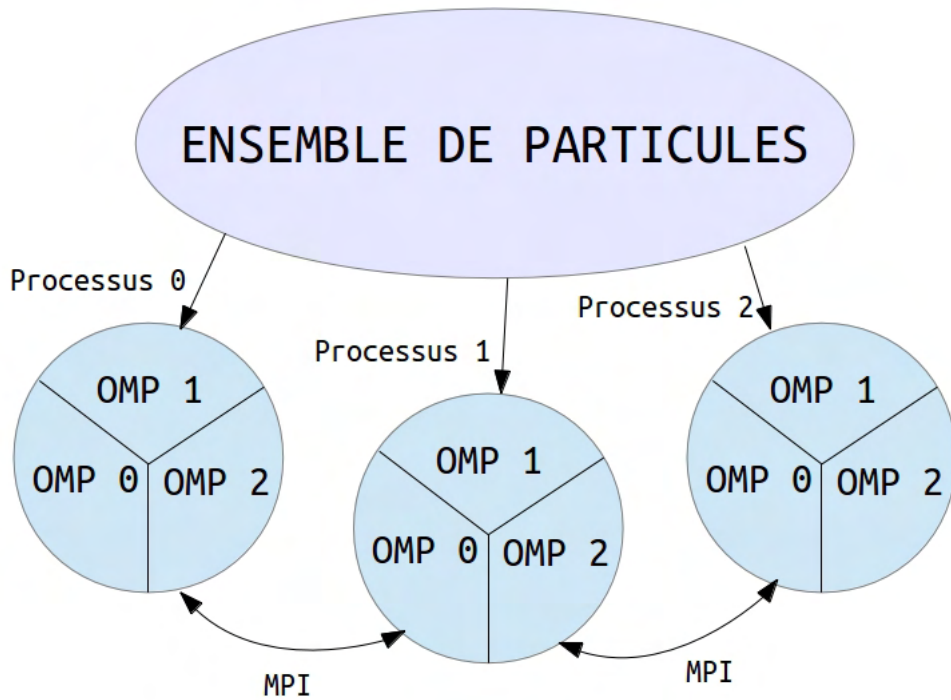 ENSEMBLE DE PARTICULES
Processus 0
Processus 1
Processus 2
OMP 1
OMP 0
OMP 2
OMP 1
OMP 0
OMP 2
OMP 1
OMP 0
OMP 2
MPI
MPI